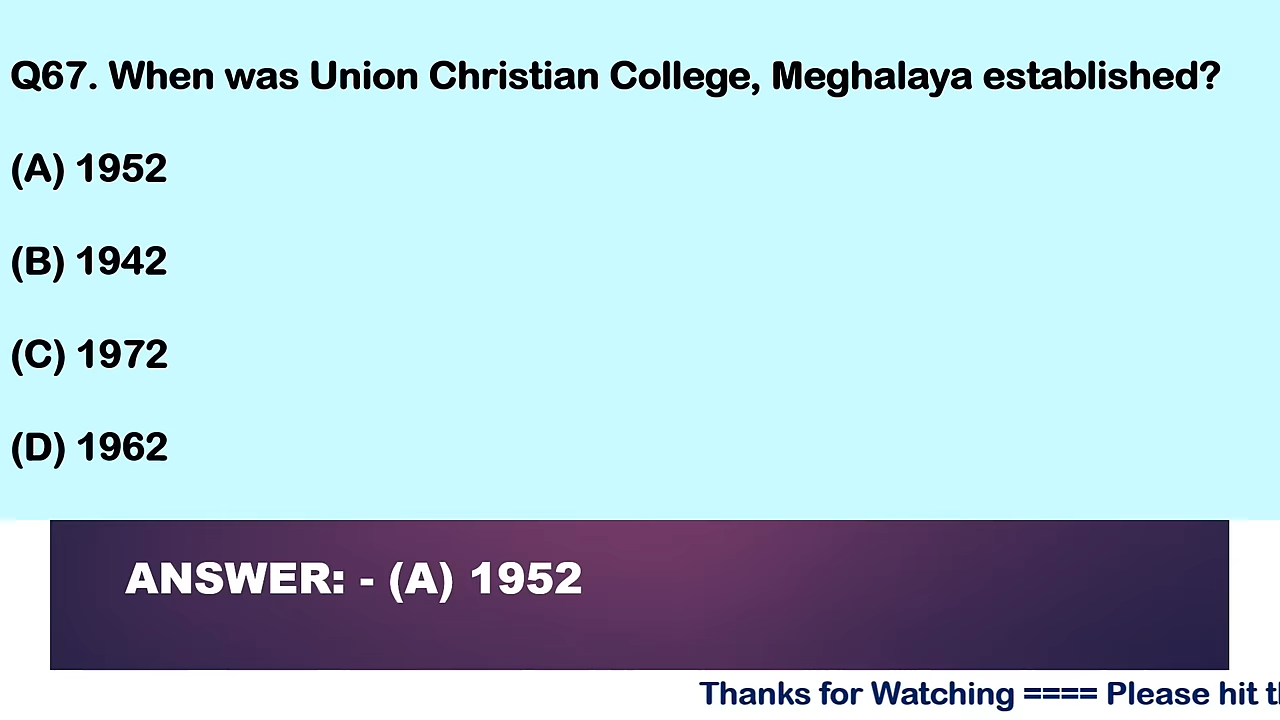 Q67. When was Union Christian College, Meghalaya established?
(A) 1952
(B) 1942
(C) 1972
(D) 1962
ANSWER: - (A) 1952
Thanks for Watching ==== Please hit